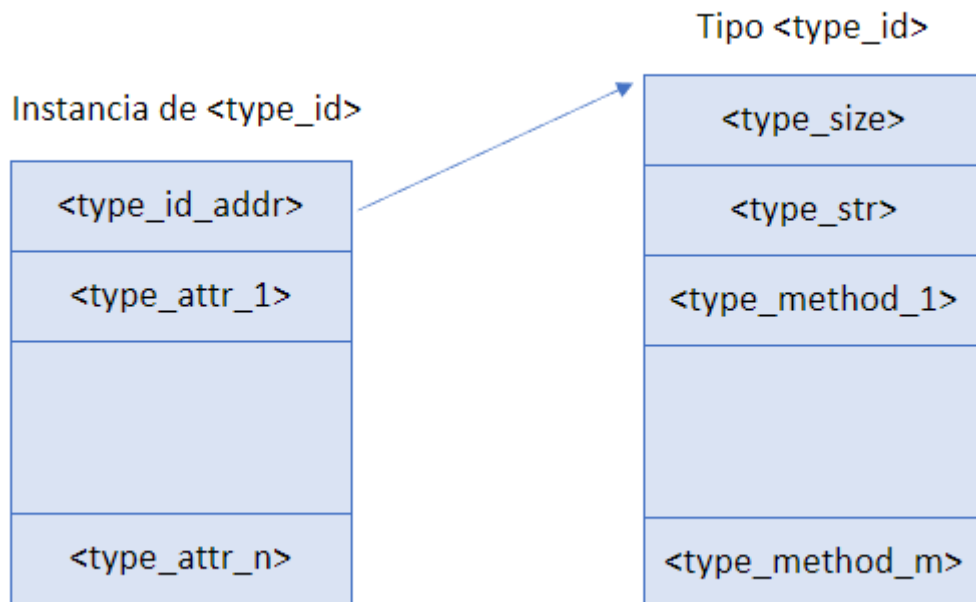 Instancia de <type_id>
<type_id_addr>
<type_attr_1>
<type_attr_n>
Tipo <type_id>
<type_size>
<type_str>
<type_method_1>
<type_method_m>